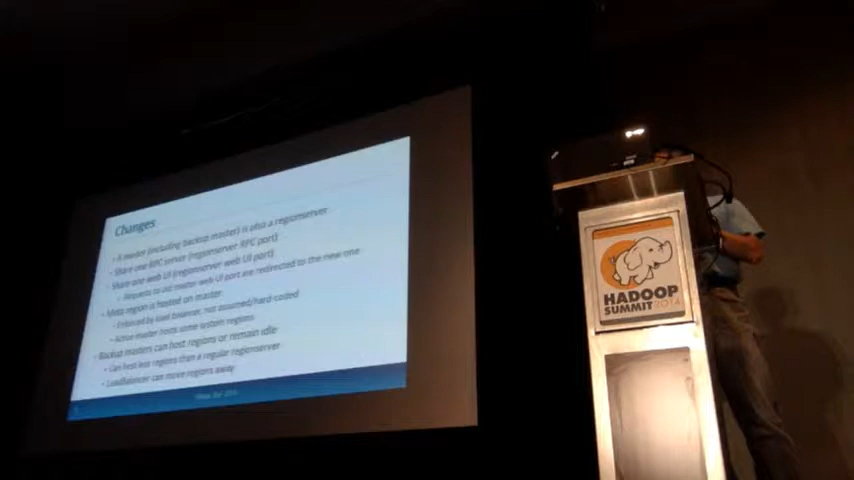 Changes
A master (including backup master) is also a regionserver
Share one RPC server (regionserver RPC port)
Share one web UI (regionserver web UI port)
Requests to old master web UI port are redirected to the new one
Meta region is hosted on master
Enforced by load balancer, not assumed/hard-coded
Active master hosts some system regions
Backup masters can host regions or remain idle
Can host less regions than a regular regionserver
LoadBalancer can move regions away
HADOOP
SUMMIT 2014